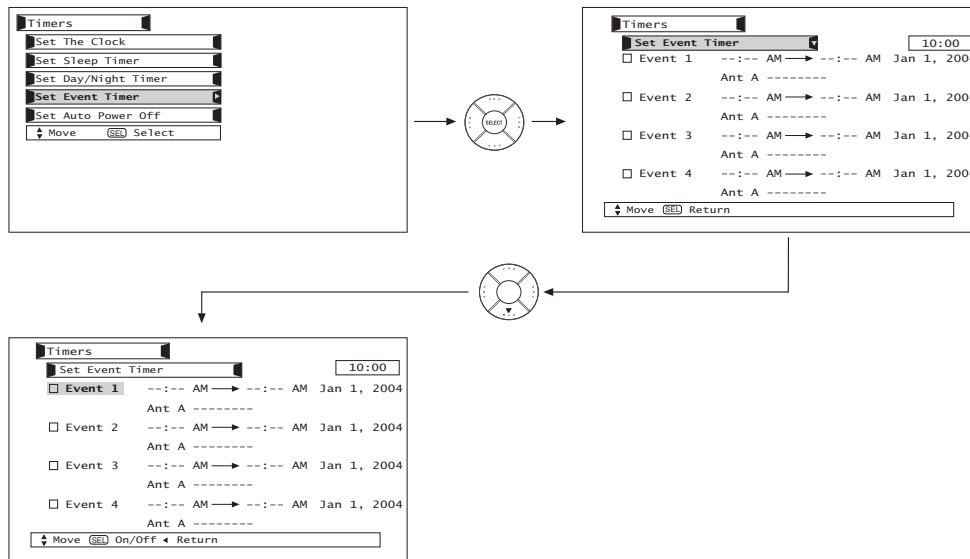 Timers
Set The Clock
Set Sleep Timer
Set Day/Night Timer
Set Event Timer
Set Auto Power Off
Move SEL Select
SELECT
Timers
Set Event Timer
10:00
Event 1 --:-- AM --:-- AM Jan 1, 200
Ant A --------
Event 2 --:-- AM --:-- AM Jan 1, 200
Ant A --------
Event 3 --:-- AM --:-- AM Jan 1, 200
Ant A --------
Event 4 --:-- AM --:-- AM Jan 1, 200
Ant A --------
Move SEL Return
Timers
Set Event Timer
10:00
Event 1 --:-- AM --:-- AM Jan 1, 2004
Ant A --------
Event 2 --:-- AM --:-- AM Jan 1, 2004
Ant A --------
Event 3 --:-- AM --:-- AM Jan 1, 2004
Ant A --------
Event 4 --:-- AM --:-- AM Jan 1, 2004
Ant A --------
Move SEL On/Off Return